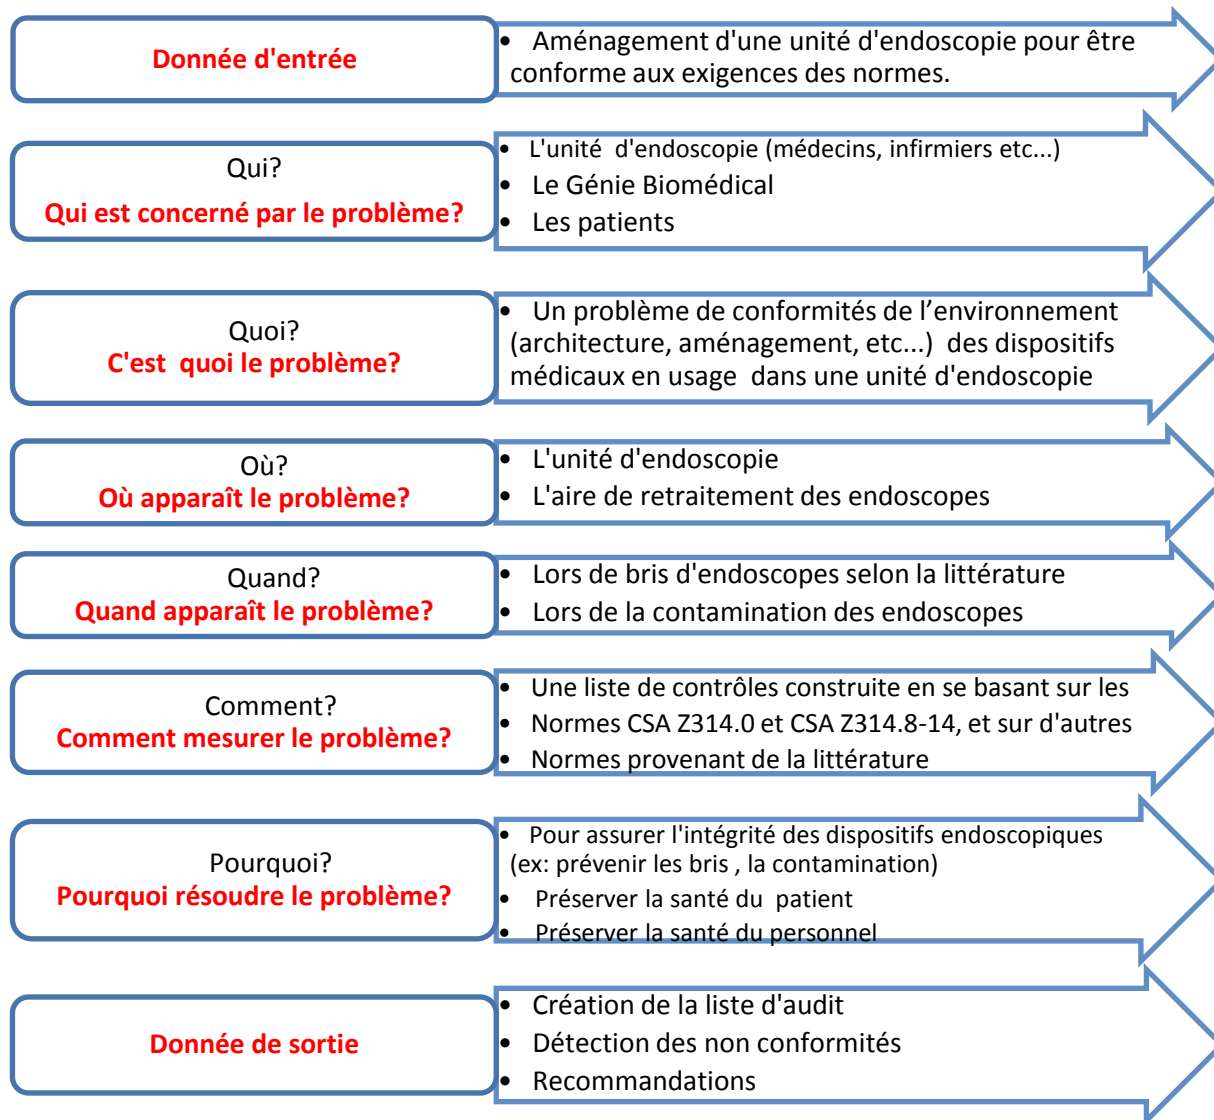 Donnée d'entrée
• Aménagement d'une unité d'endoscopie pour être
conforme aux exigences des normes.
Qui?
Qui est concerné par le problème?
• L'unité d'endoscopie (médecins, infirmiers etc...)
• Le Génie Biomédical
• Les patients
Quoi?
C'est quoi le problème?
• Un problème de conformités de l’environnement
(architecture, aménagement, etc...) des dispositifs
médicaux en usage dans une unité d'endoscopie
Où?
Où apparaît le problème?
• L'unité d'endoscopie
• L'aire de retraitement des endoscopes
Quand?
Quand apparaît le problème?
• Lors de bris d'endoscopes selon la littérature
• Lors de la contamination des endoscopes
Comment?
Comment mesurer le problème?
• Une liste de contrôles construite en se basant sur les
• Normes CSA Z314.0 et CSA Z314.8-14, et sur d'autres
• Normes provenant de la littérature
Pourquoi?
Pourquoi résoudre le problème?
• Pour assurer l'intégrité des dispositifs endoscopiques
(ex: prévenir les bris , la contamination)
• Préserver la santé du patient
• Préserver la santé du personnel
Donnée de sortie
• Création de la liste d'audit
• Détection des non conformités
• Recommandations